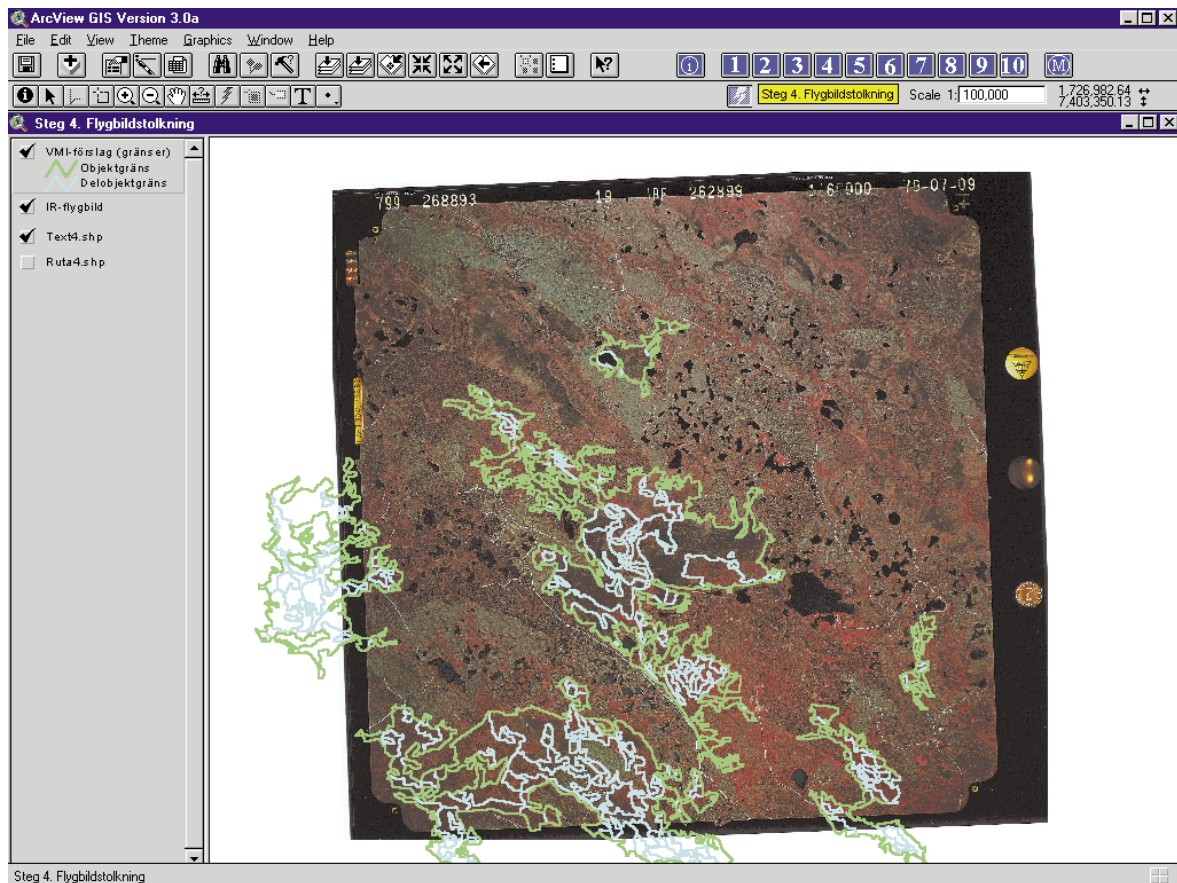 ArcView GIS Version 3.0a
File Edit View Theme Graphics Window Help
1 2 3 4 5 6 7 8 9 10 M
T
Steg 4. Flygbildstolkning Scale 1: 100,000 1,726,982.64
7,403,350.13
Steg 4. Flygbildstolkning
VMI-förslag (gränser)
Objektgräns
Delobjektgräns
IR-flygbild
Text4.shp
Ruta4.shp
799 268893 19 262899 79-07-09
Steg 4. Flygbildstolkning